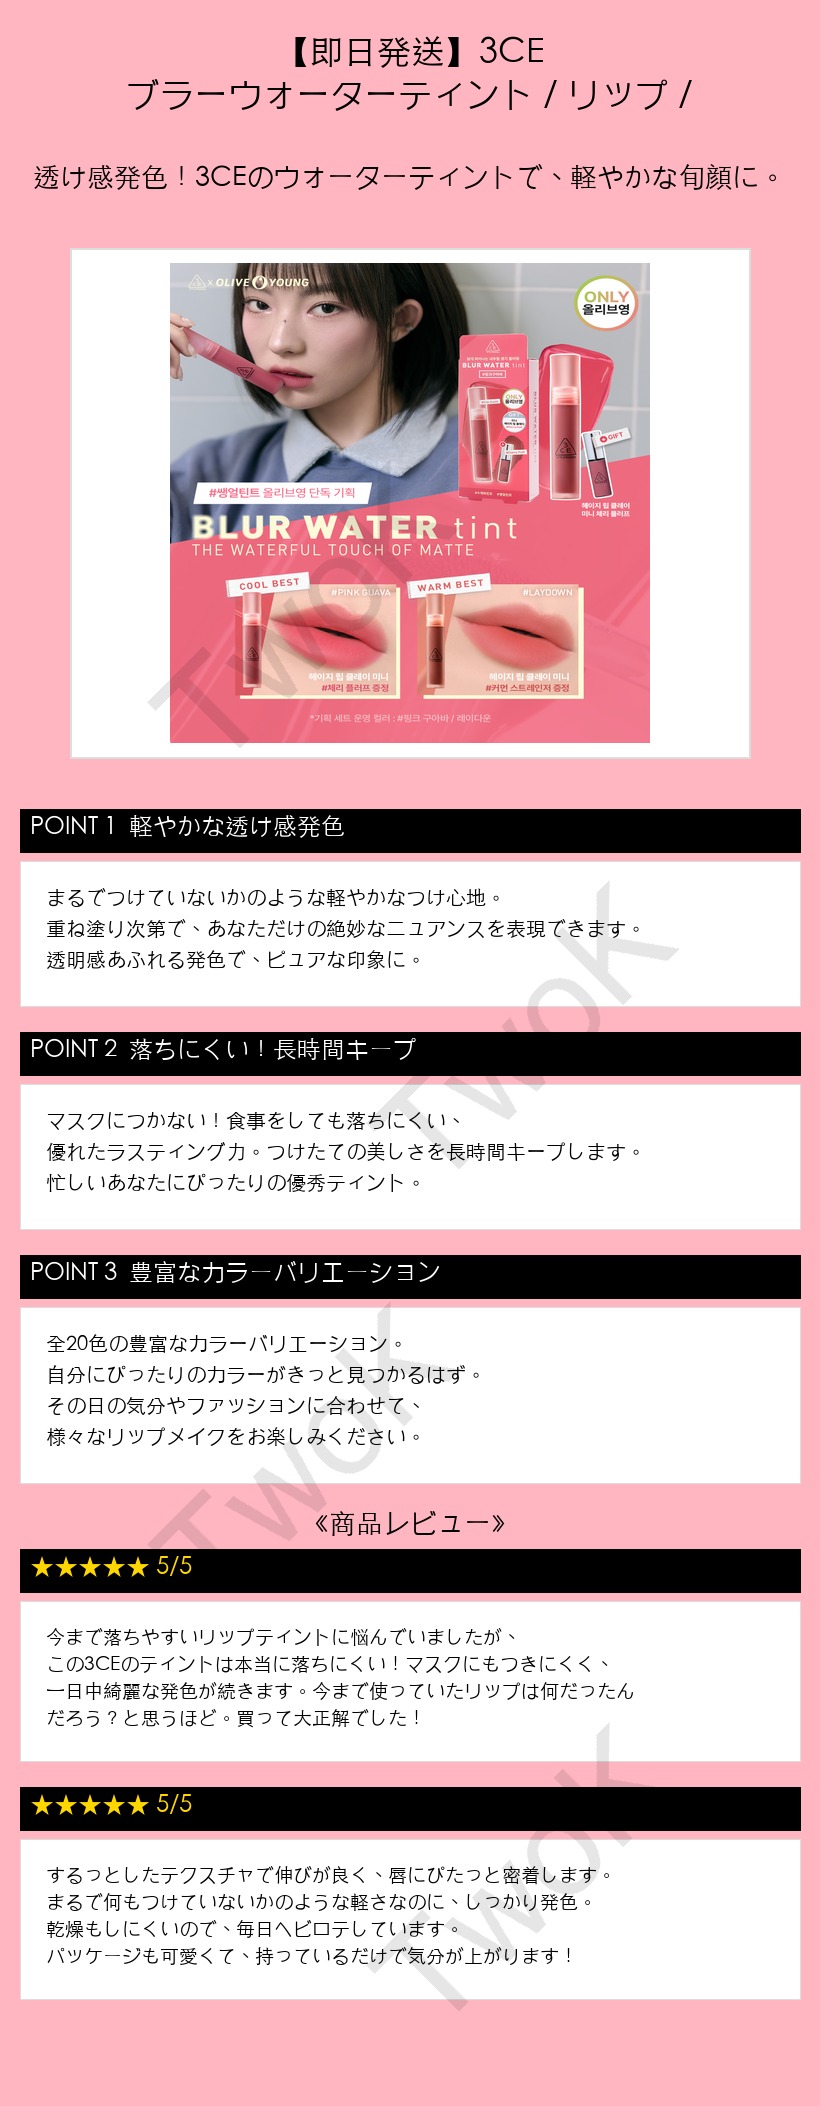 【即日発送】3CE
ブラーウォーターティント / リップ /
透け感発色！3CEのウォーターティントで、軽やかな旬顔に。
3CE × OLIVE YOUNG
ONLY
올리브영
BLUR WATER tint
ONLY
올리브영
BLUR WATER
3CE
GIFT
헤이지 립 클레이
미니 체리 플러프
#쌩얼틴트 올리브영 단독 기획
BLUR WATER tint
THE WATERFUL TOUCH OF MATTE
COOL BEST
#PINK GUAVA
WARM BEST
#LAYDOWN
헤이지 립 클레이 미니
#체리 플러프 증정
헤이지 립 클레이 미니
#커먼 스트레인저 증정
*기획 세트 운영 컬러 : #핑크 구아바 / 레이다운
TwoK
POINT 1 軽やかな透け感発色
まるでつけていないかのような軽やかなつけ心地。
重ね塗り次第で、あなただけの絶妙なニュアンスを表現できます。
透明感あふれる発色で、ピュアな印象に。
TwoK
POINT 2 落ちにくい！長時間キープ
マスクにつかない！食事をしても落ちにくい、
優れたラスティング力。つけたての美しさを長時間キープします。
忙しいあなたにぴったりの優秀ティント。
POINT 3 豊富なカラーバリエーション
全20色の豊富なカラーバリエーション。
自分にぴったりのカラーがきっと見つかるはず。
その日の気分やファッションに合わせて、
様々なリップメイクをお楽しみください。
TwoK
《商品レビュー》
★★★★★ 5/5
今まで落ちやすいリップティントに悩んでいましたが、
この3CEのティントは本当に落ちにくい！マスクにもつきにくく、
一日中綺麗な発色が続きます。今まで使っていたリップは何だったん
だろう？と思うほど。買って大正解でした！
★★★★★ 5/5
するっとしたテクスチャで伸びが良く、唇にぴたっと密着します。
まるで何もつけていないかのような軽さなのに、しっかり発色。
乾燥もしにくいので、毎日ヘビロテしています。
パッケージも可愛くて、持っているだけで気分が上がります！
TwoK